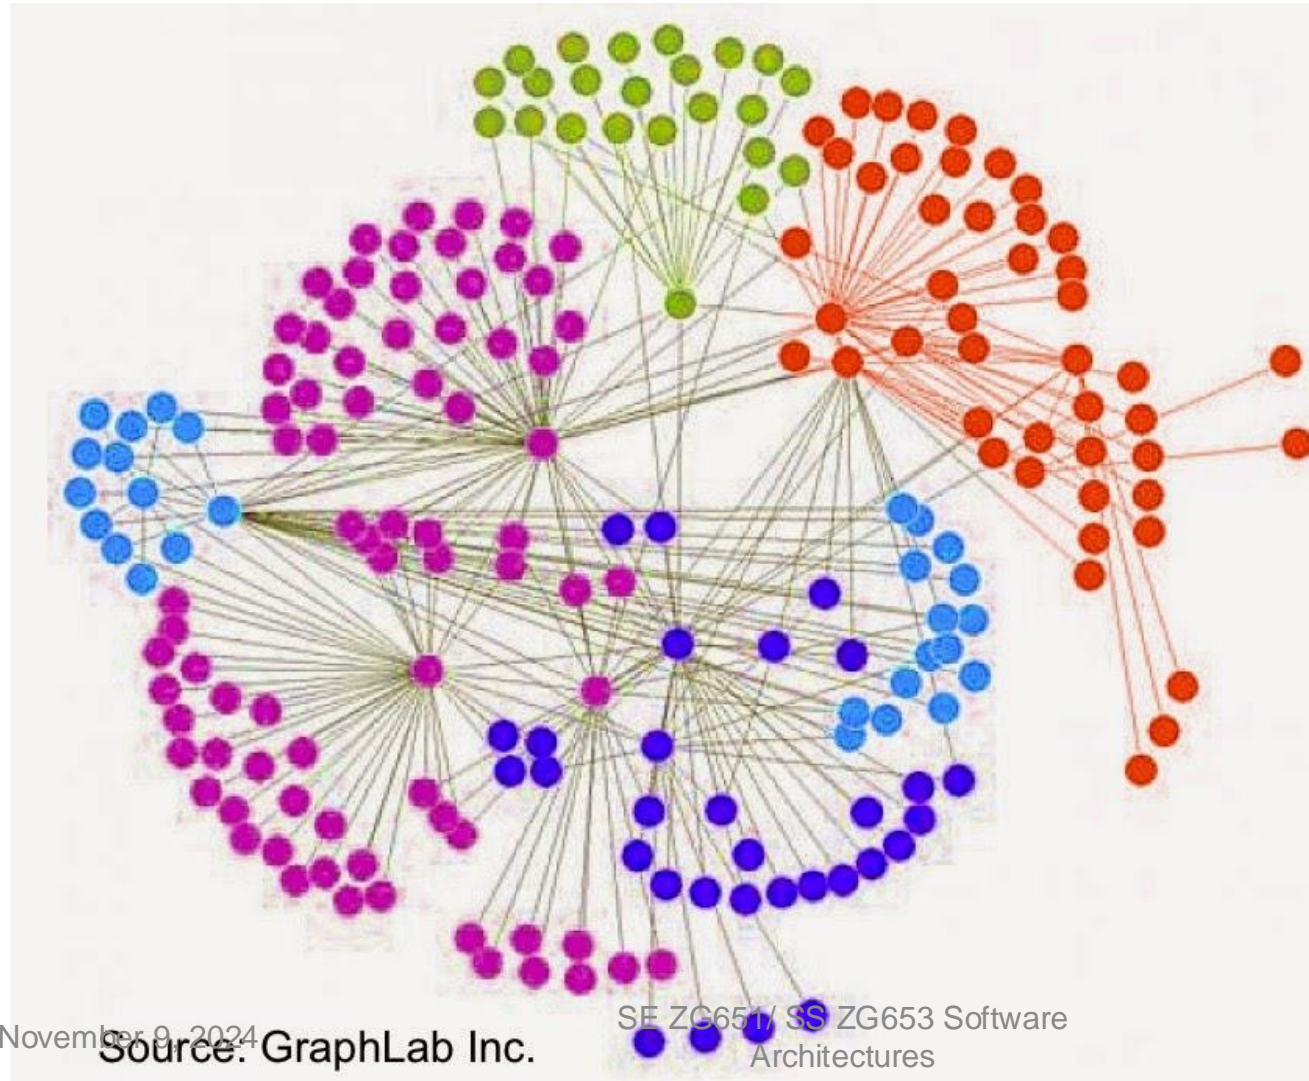 SE ZG651/ SS ZG653 Software
Architectures
November 9, 2024
Source: GraphLab Inc.